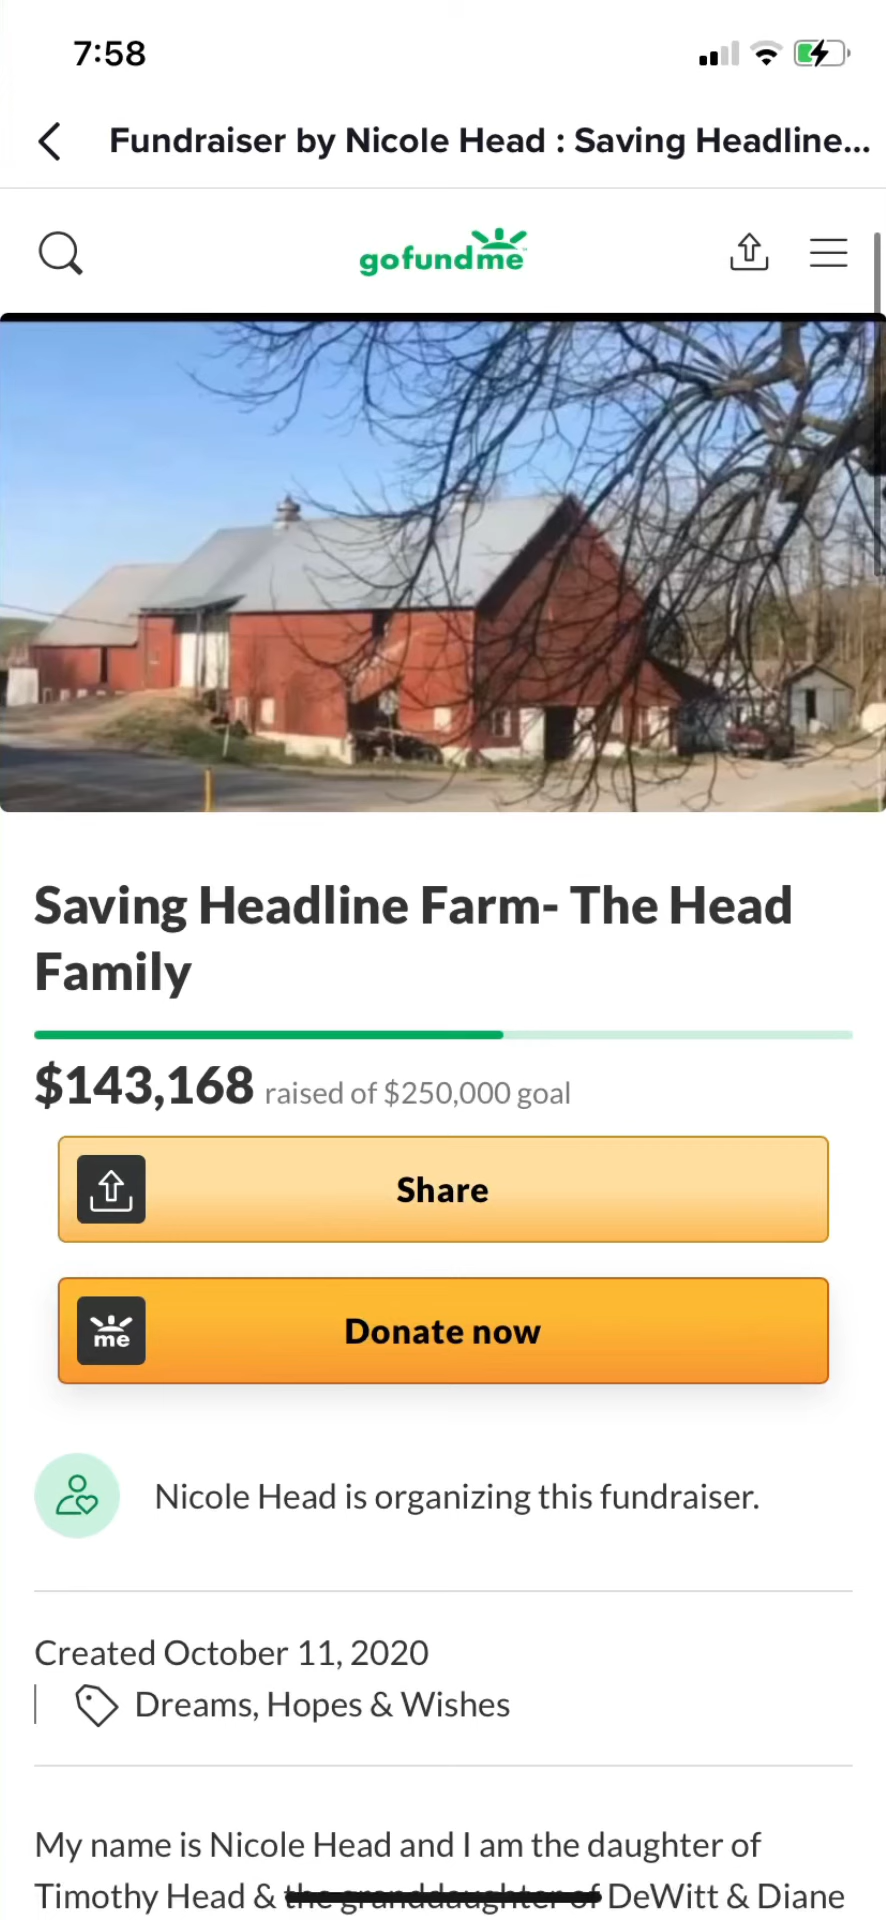 7:58
Fundraiser by Nicole Head : Saving Headline...
gofundme
Saving Headline Farm- The Head
Family
$143,168 raised of $250,000 goal
Share
me
Donate now
Nicole Head is organizing this fundraiser.
Created October 11, 2020
Dreams, Hopes & Wishes
My name is Nicole Head and I am the daughter of
Timothy Head & the granddaughter of DeWitt & Diane